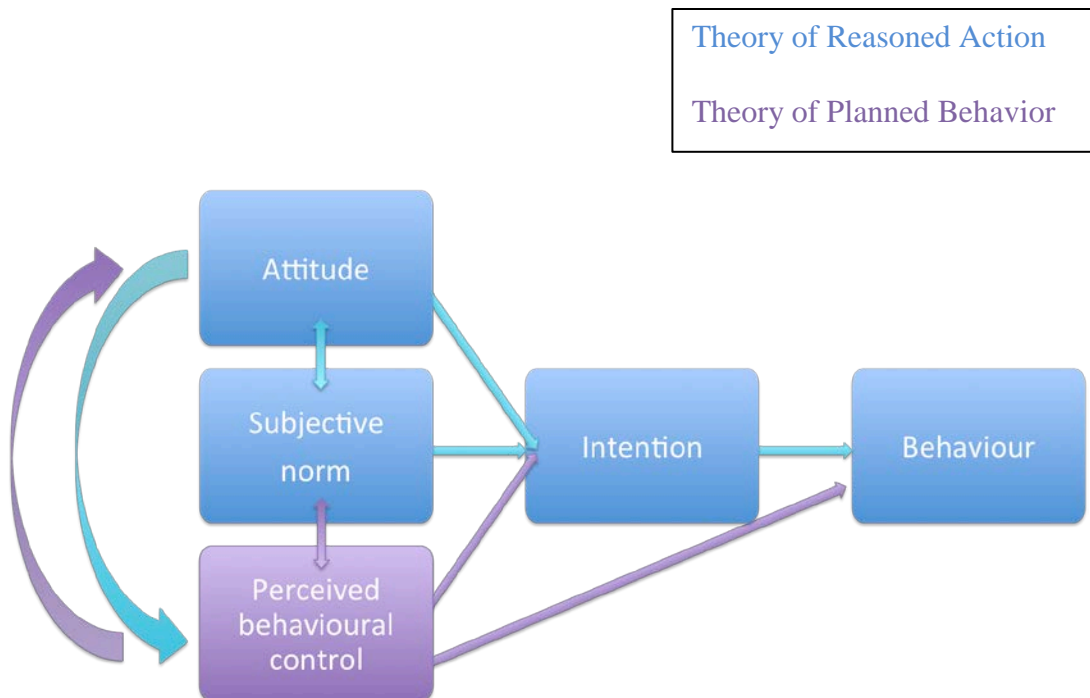 Theory of Reasoned Action
Theory of Planned Behavior
Attitude
Subjective
norm
Perceived
behavioural
control
Intention
Behaviour